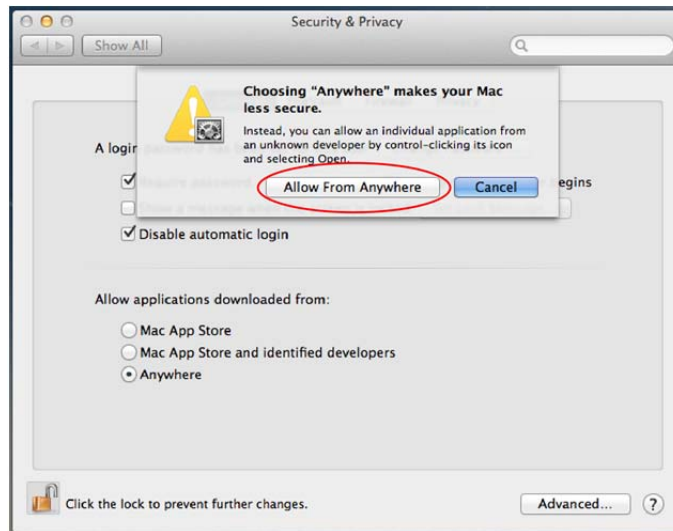 Security & Privacy
Show All
Choosing "Anywhere" makes your Mac
less secure.
Instead, you can allow an individual application from
an unknown developer by control-clicking its icon
and selecting Open.
Allow From Anywhere
Cancel
A login
egins
Disable automatic login
Allow applications downloaded from:
Mac App Store
Mac App Store and identified developers
Anywhere
Click the lock to prevent further changes.
Advanced...
?